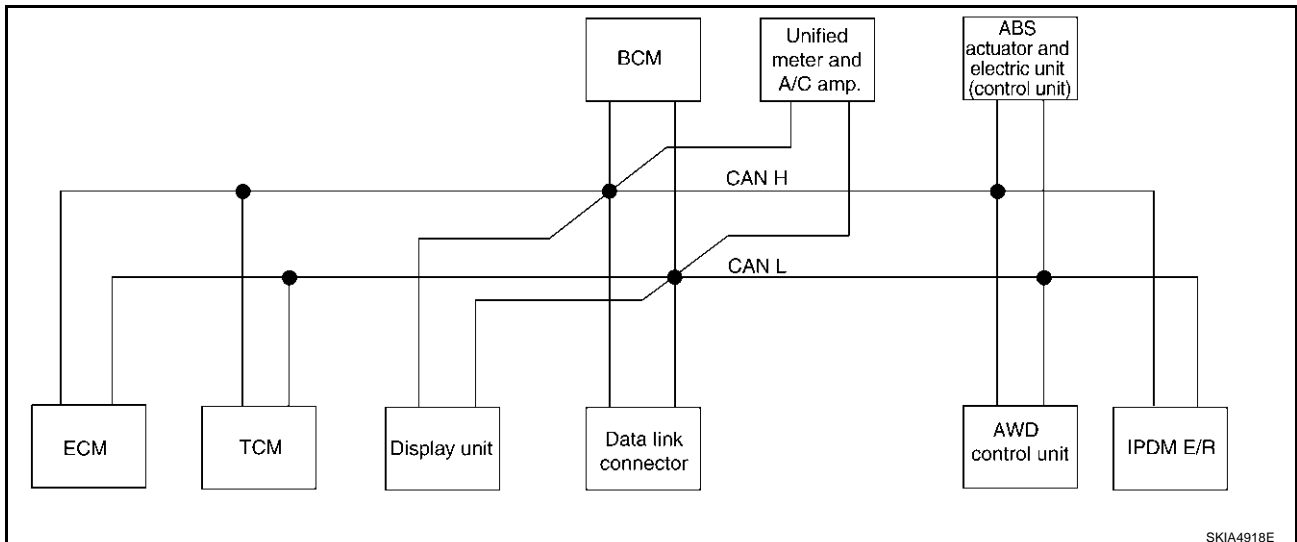 BCM
Unified
meter and
A/C amp.
ABS
actuator and
electric unit
(control unit)
CAN H
CAN L
ECM
TCM
Display unit
Data link
connector
AWD
control unit
IPDM E/R
SKIA4918E